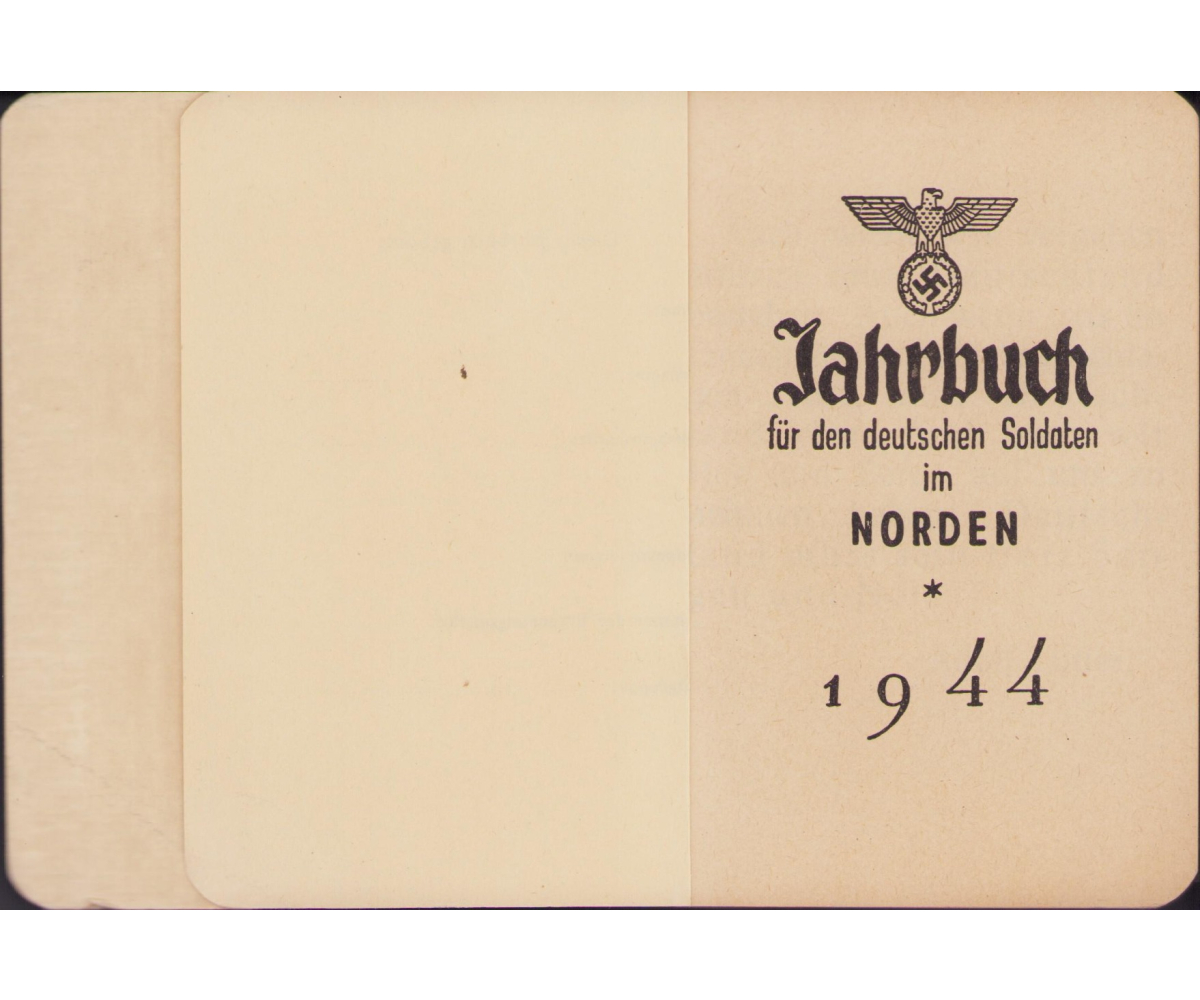 Jahrbuch
für den deutschen Soldaten
im
NORDEN
*
1944